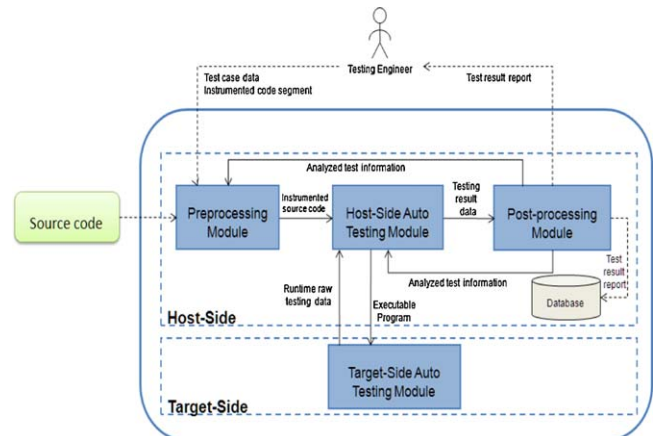 Testing Engineer
Test case data
Instrumented code segment
Test result report
Analyzed test information
Source code
Preprocessing
Module
Instrumented
source code
Host-Side Auto
Testing Module
Testing
result
data
Post-processing
Module
Runtime raw
testing data
Executable
Program
Analyzed test information
Test
result
report
Database
Host-Side
Target-Side Auto
Testing Module
Target-Side